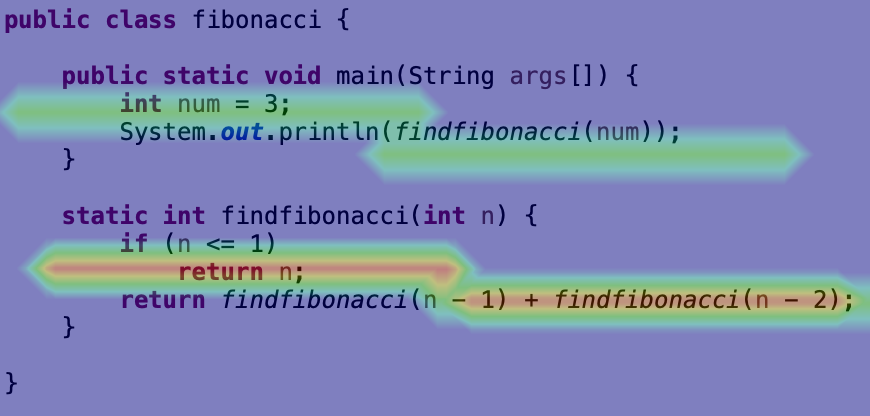 public class fibonacci {
    public static void main(String args[]) {
        int num = 3;
        System.out.println(findfibonacci(num));
    }
    static int findfibonacci(int n) {
        if (n <= 1)
            return n;
        return findfibonacci(n - 1) + findfibonacci(n - 2);
    }
}